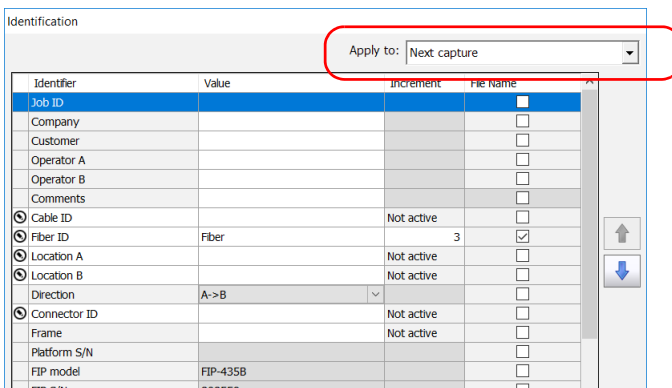 Identification
Apply to: Next capture
Identifier Value Increment File Name
Job ID
Company
Customer
Operator A
Operator B
Comments
Cable ID Not active
Fiber ID Fiber 3
Location A Not active
Location B Not active
Direction A->B
Connector ID Not active
Frame Not active
Platform S/N
FIP model FIP-435B